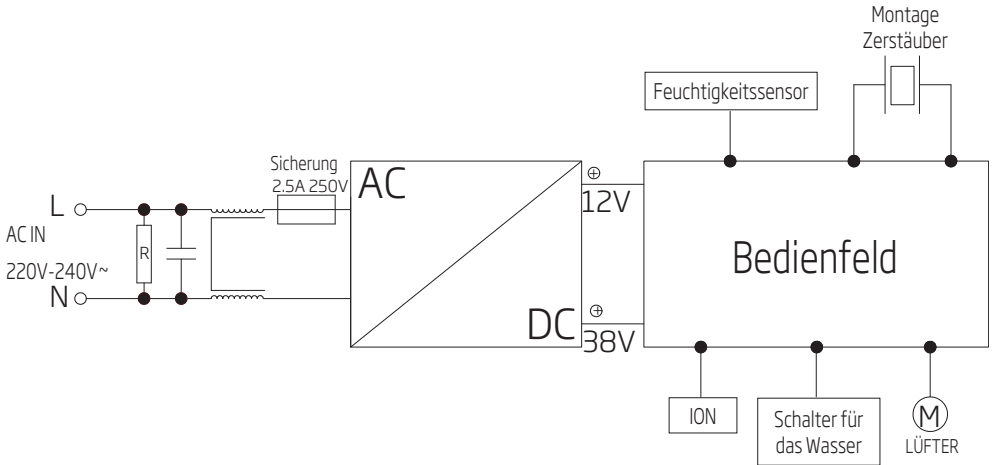 Montage
Zerstäuber
Feuchtigkeitssensor
Sicherung
2.5A 250V
AC
12V
L
AC IN
R
220V-240V~
N
Bedienfeld
DC
38V
ION
Schalter für
das Wasser
M
LÜFTER